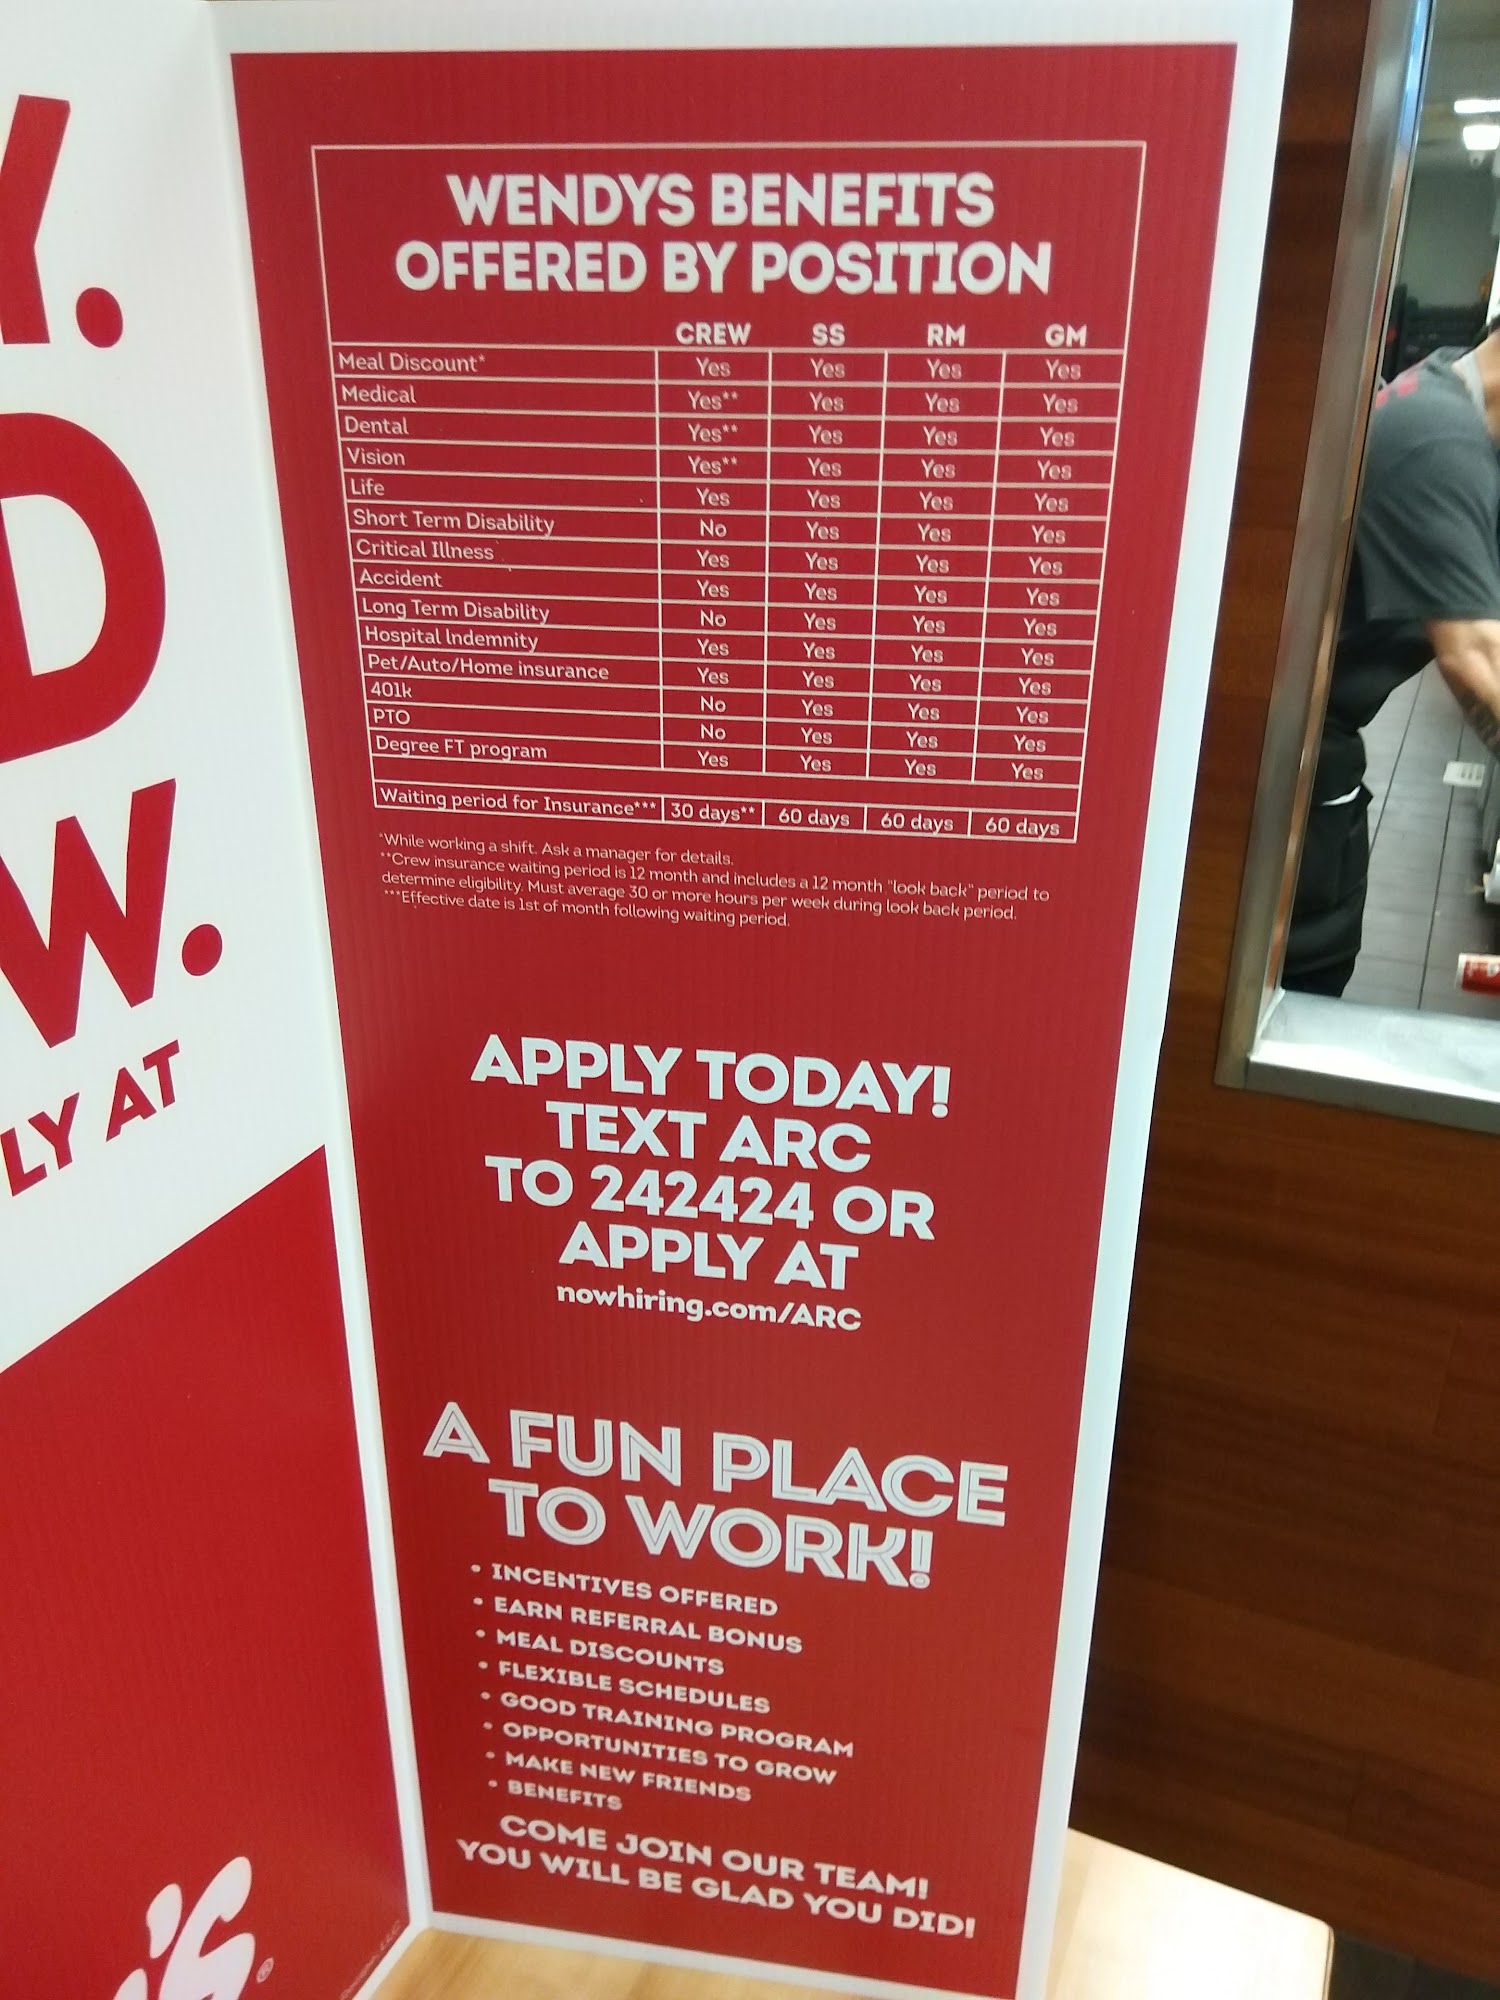 Y.
D
W.
LY AT
's®
WENDYS BENEFITS
OFFERED BY POSITION
CREW SS RM GM
Meal Discount* Yes Yes Yes Yes
Medical Yes** Yes Yes Yes
Dental Yes** Yes Yes Yes
Vision Yes** Yes Yes Yes
Life Yes Yes Yes Yes
Short Term Disability No Yes Yes Yes
Critical Illness Yes Yes Yes Yes
Accident Yes Yes Yes Yes
Long Term Disability No Yes Yes Yes
Hospital Indemnity Yes Yes Yes Yes
Pet/Auto/Home insurance Yes Yes Yes Yes
401k No Yes Yes Yes
PTO No Yes Yes Yes
Degree FT program Yes Yes Yes Yes
Waiting period for Insurance*** 30 days** 60 days 60 days 60 days
*While working a shift. Ask a manager for details.
**Crew insurance waiting period is 12 month and includes a 12 month "look back" period to
determine eligibility. Must average 30 or more hours per week during look back period.
***Effective date is 1st of month following waiting period.
APPLY TODAY!
TEXT ARC
TO 242424 OR
APPLY AT
nowhiring.com/ARC
A FUN PLACE
TO WORK!
• INCENTIVES OFFERED
• EARN REFERRAL BONUS
• MEAL DISCOUNTS
• FLEXIBLE SCHEDULES
• GOOD TRAINING PROGRAM
• OPPORTUNITIES TO GROW
• MAKE NEW FRIENDS
• BENEFITS
COME JOIN OUR TEAM!
YOU WILL BE GLAD YOU DID!